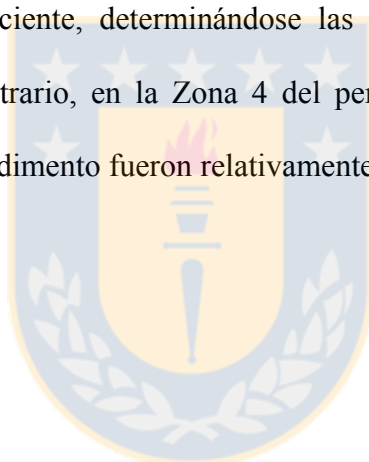 ciente, determinándose las
trario, en la Zona 4 del per
dimento fueron relativamente